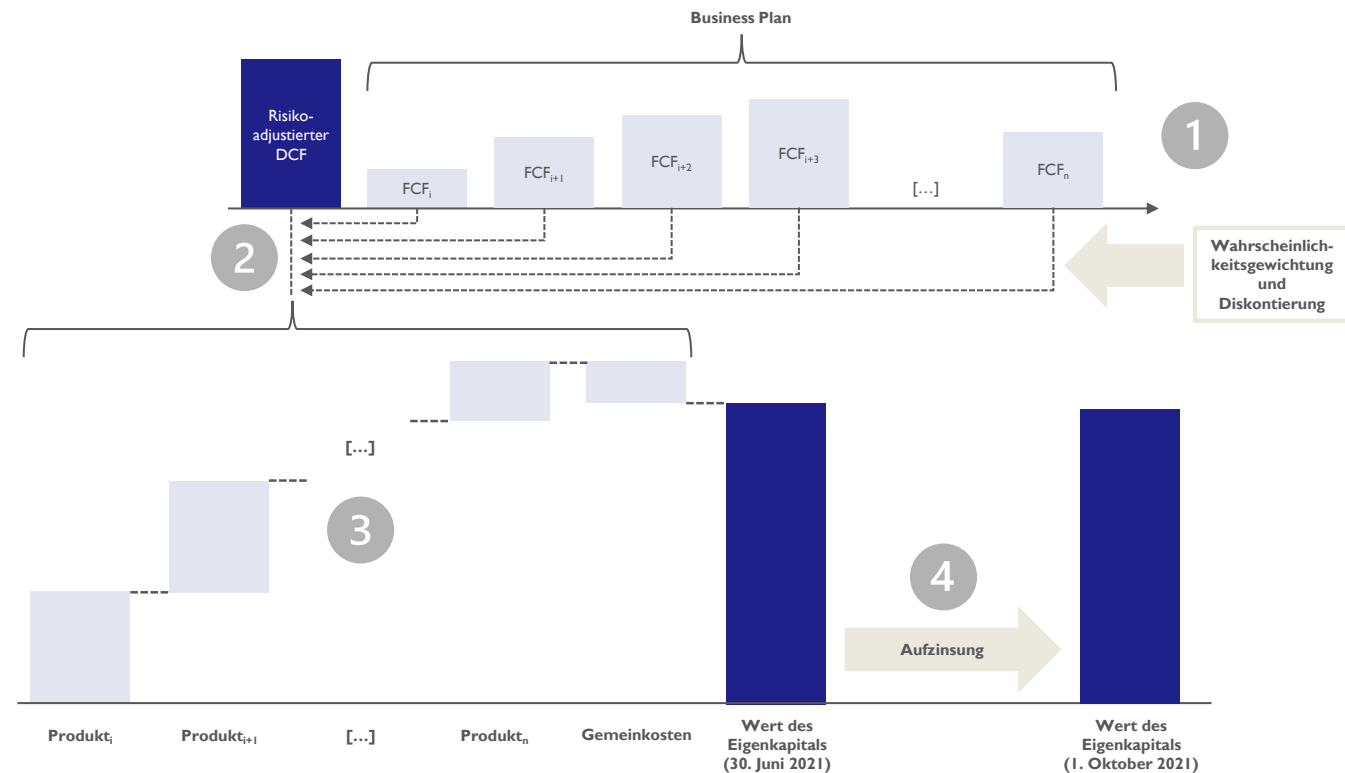 Business Plan
Risiko-
adjustierter
DCF
FCFᵢ
FCFᵢ₊₁
FCFᵢ₊₂
FCFᵢ₊₃
[…]
FCFₙ
1
2
Wahrscheinlich-
keitsgewichtung
und
Diskontierung
[…]
3
4
Aufzinsung
Produktᵢ
Produktᵢ₊₁
[…]
Produktₙ
Gemeinkosten
Wert des
Eigenkapitals
(30. Juni 2021)
Wert des
Eigenkapitals
(1. Oktober 2021)